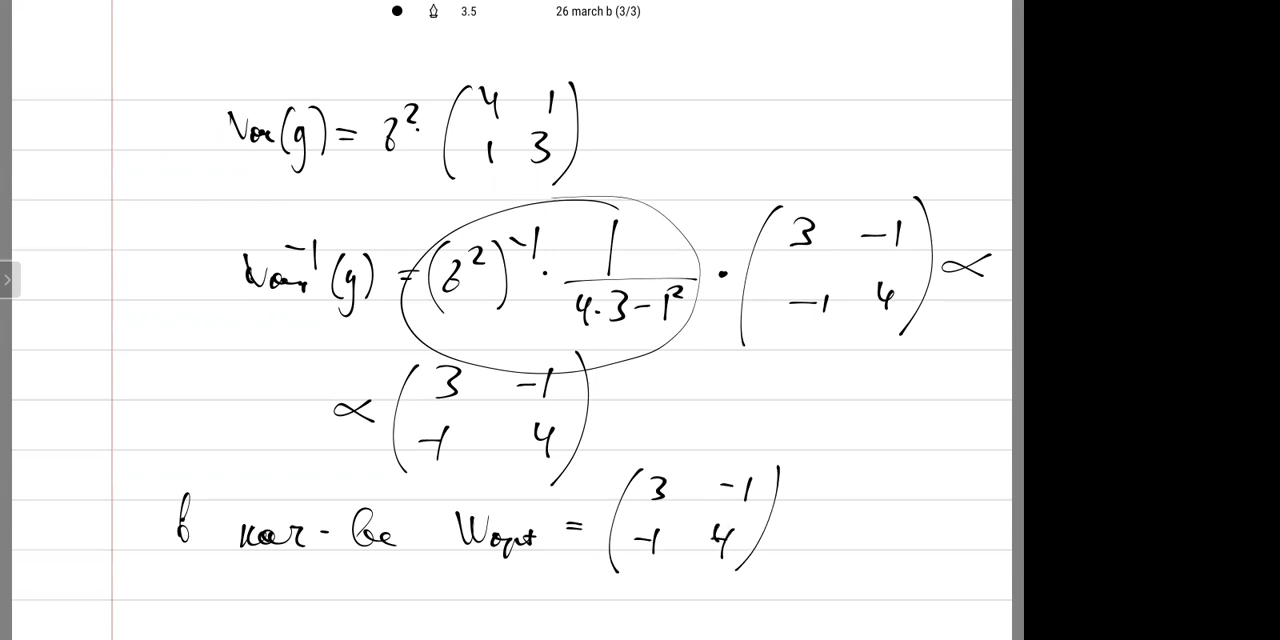 3.5 26 march b (3/3)
Var(g) = σ² ( 4 1 ; 1 3 )
Var⁻¹(g) = (σ²)⁻¹ · 1/(4·3−1²) · ( 3 −1 ; −1 4 ) ∝
∝ ( 3 −1 ; −1 4 )
в кач-ве Wopt = ( 3 −1 ; −1 4 )